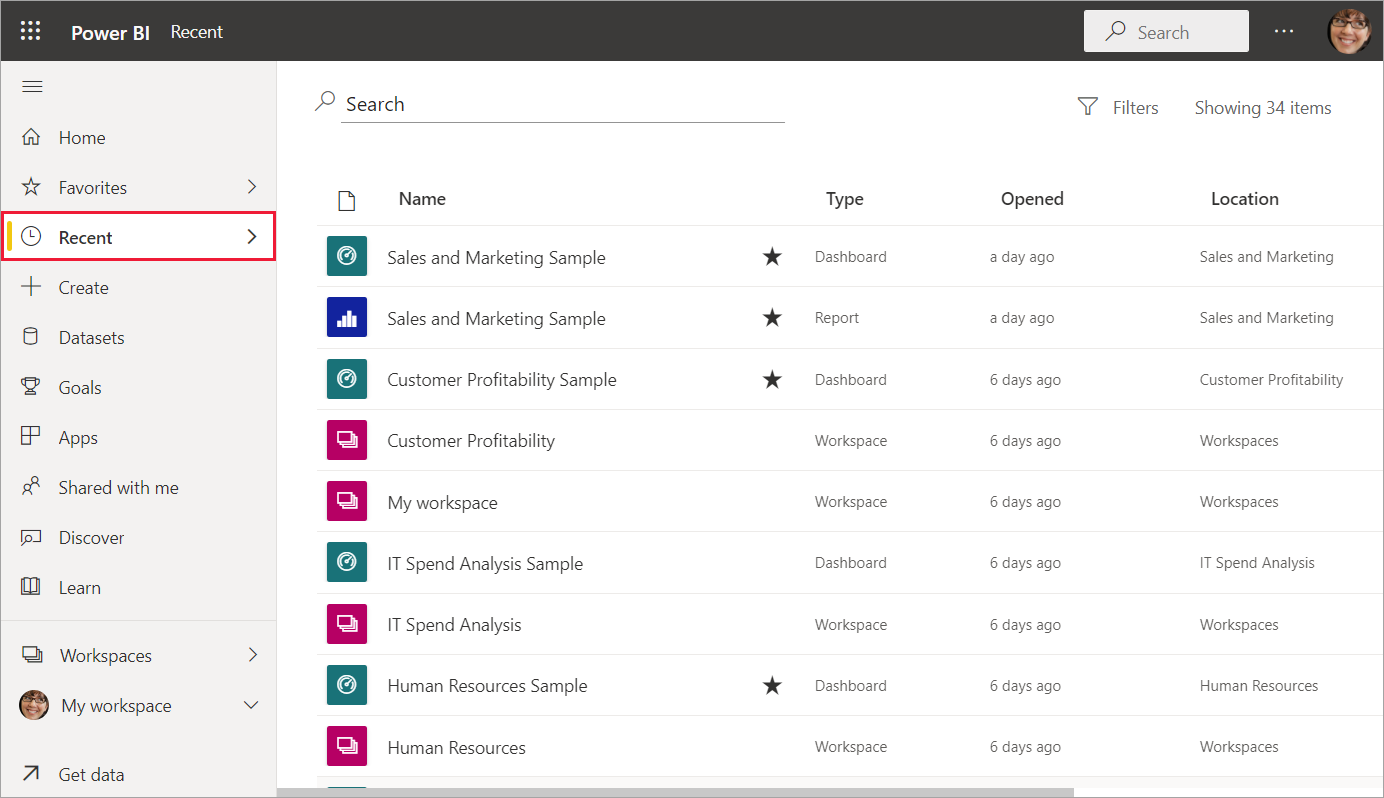 Power BI Recent Search ...
Search
Filters Showing 34 items
Home
Favorites
Recent
Create
Datasets
Goals
Apps
Shared with me
Discover
Learn
Workspaces
My workspace
Get data
Name Type Opened Location
Sales and Marketing Sample Dashboard a day ago Sales and Marketing
Sales and Marketing Sample Report a day ago Sales and Marketing
Customer Profitability Sample Dashboard 6 days ago Customer Profitability
Customer Profitability Workspace 6 days ago Workspaces
My workspace Workspace 6 days ago Workspaces
IT Spend Analysis Sample Dashboard 6 days ago IT Spend Analysis
IT Spend Analysis Workspace 6 days ago Workspaces
Human Resources Sample Dashboard 6 days ago Human Resources
Human Resources Workspace 6 days ago Workspaces